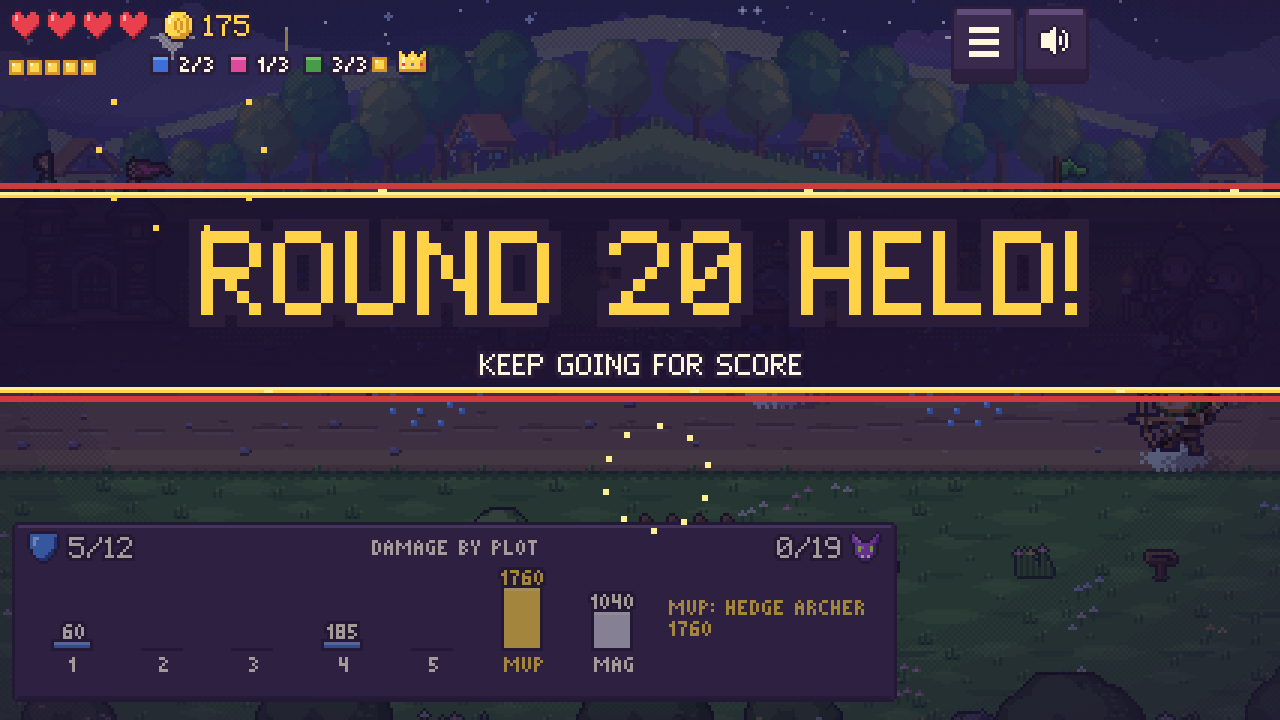 175
2/3 1/3 3/3
ROUND 20 HELD!
KEEP GOING FOR SCORE
5/12 DAMAGE BY PLOT 0/19
1760
1040
MVP: HEDGE ARCHER
1760
60 185
1 2 3 4 5 MVP MAG